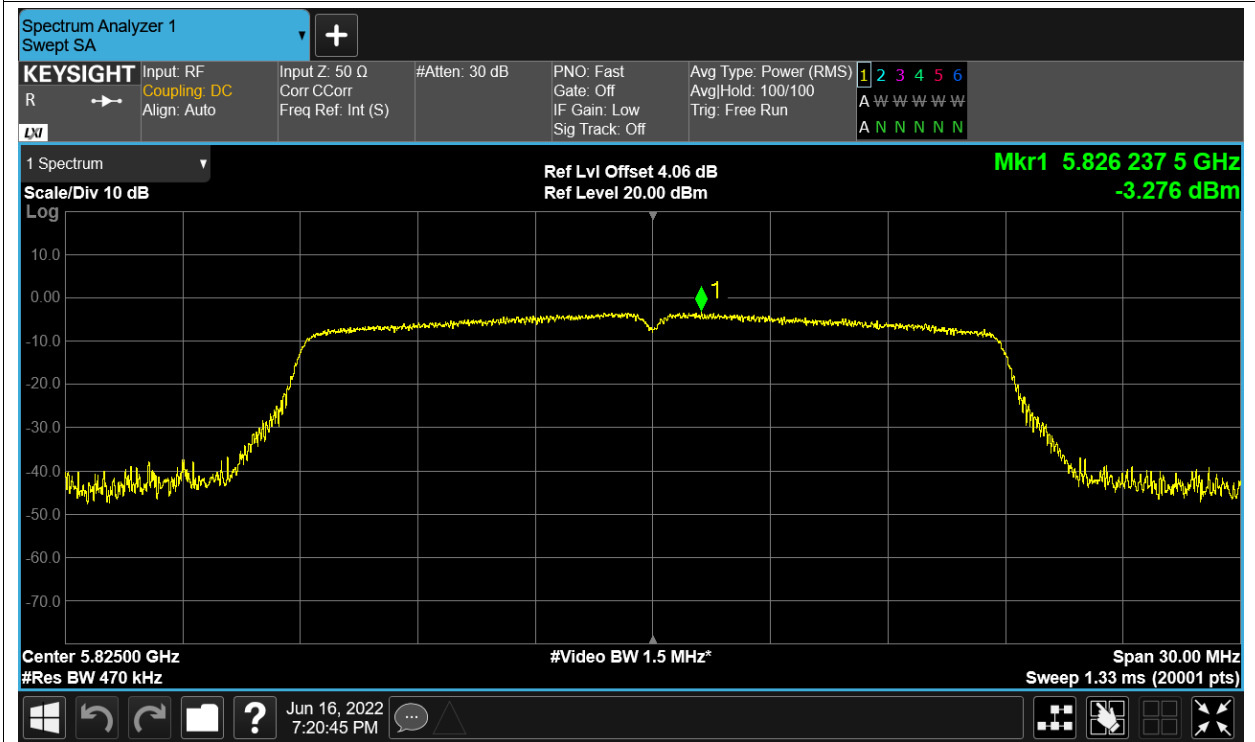 Spectrum Analyzer 1
Swept SA
KEYSIGHT
R
LXI
Input: RF
Coupling: DC
Align: Auto
Input Z: 50 Ω
Corr CCorr
Freq Ref: Int (S)
#Atten: 30 dB
PNO: Fast
Gate: Off
IF Gain: Low
Sig Track: Off
Avg Type: Power (RMS)
Avg|Hold: 100/100
Trig: Free Run
1 2 3 4 5 6
A W W W W W
A N N N N N
1 Spectrum
Scale/Div 10 dB
Log
Ref Lvl Offset 4.06 dB
Ref Level 20.00 dBm
Mkr1 5.826 237 5 GHz
-3.276 dBm
10.0
0.00
1
-10.0
-20.0
-30.0
-40.0
-50.0
-60.0
-70.0
Center 5.82500 GHz
#Res BW 470 kHz
#Video BW 1.5 MHz*
Span 30.00 MHz
Sweep 1.33 ms (20001 pts)
?
Jun 16, 2022
7:20:45 PM